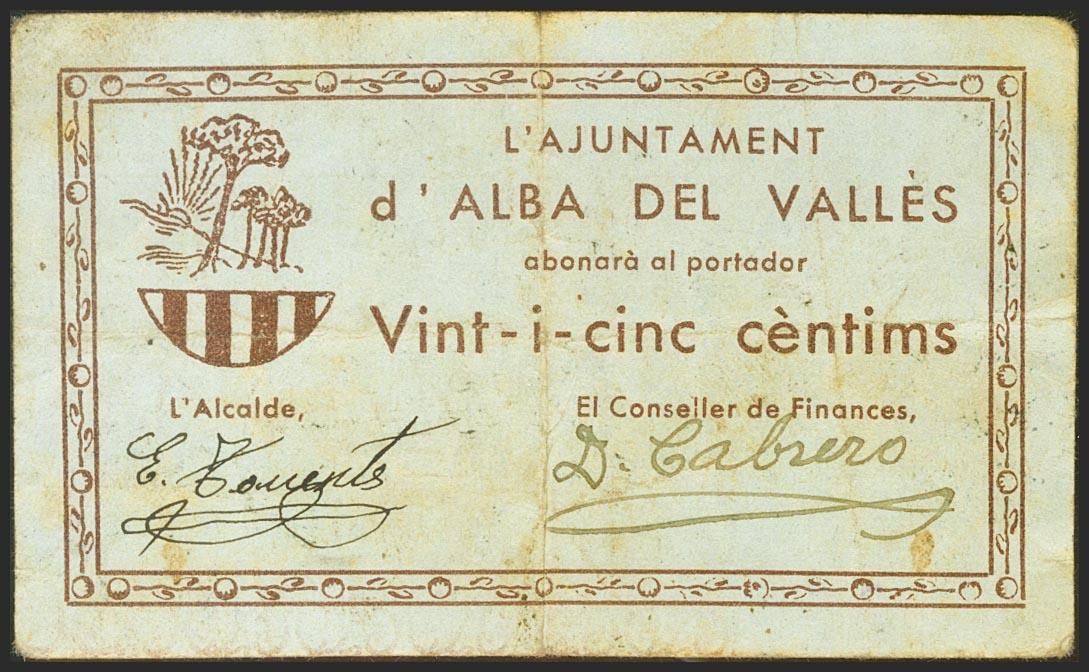 L'AJUNTAMENT
d'ALBA DEL VALLÈS
abonarà al portador
Vint-i-cinc cèntims
L'Alcalde,
El Conseller de Finances,
E.
D. Cabrero